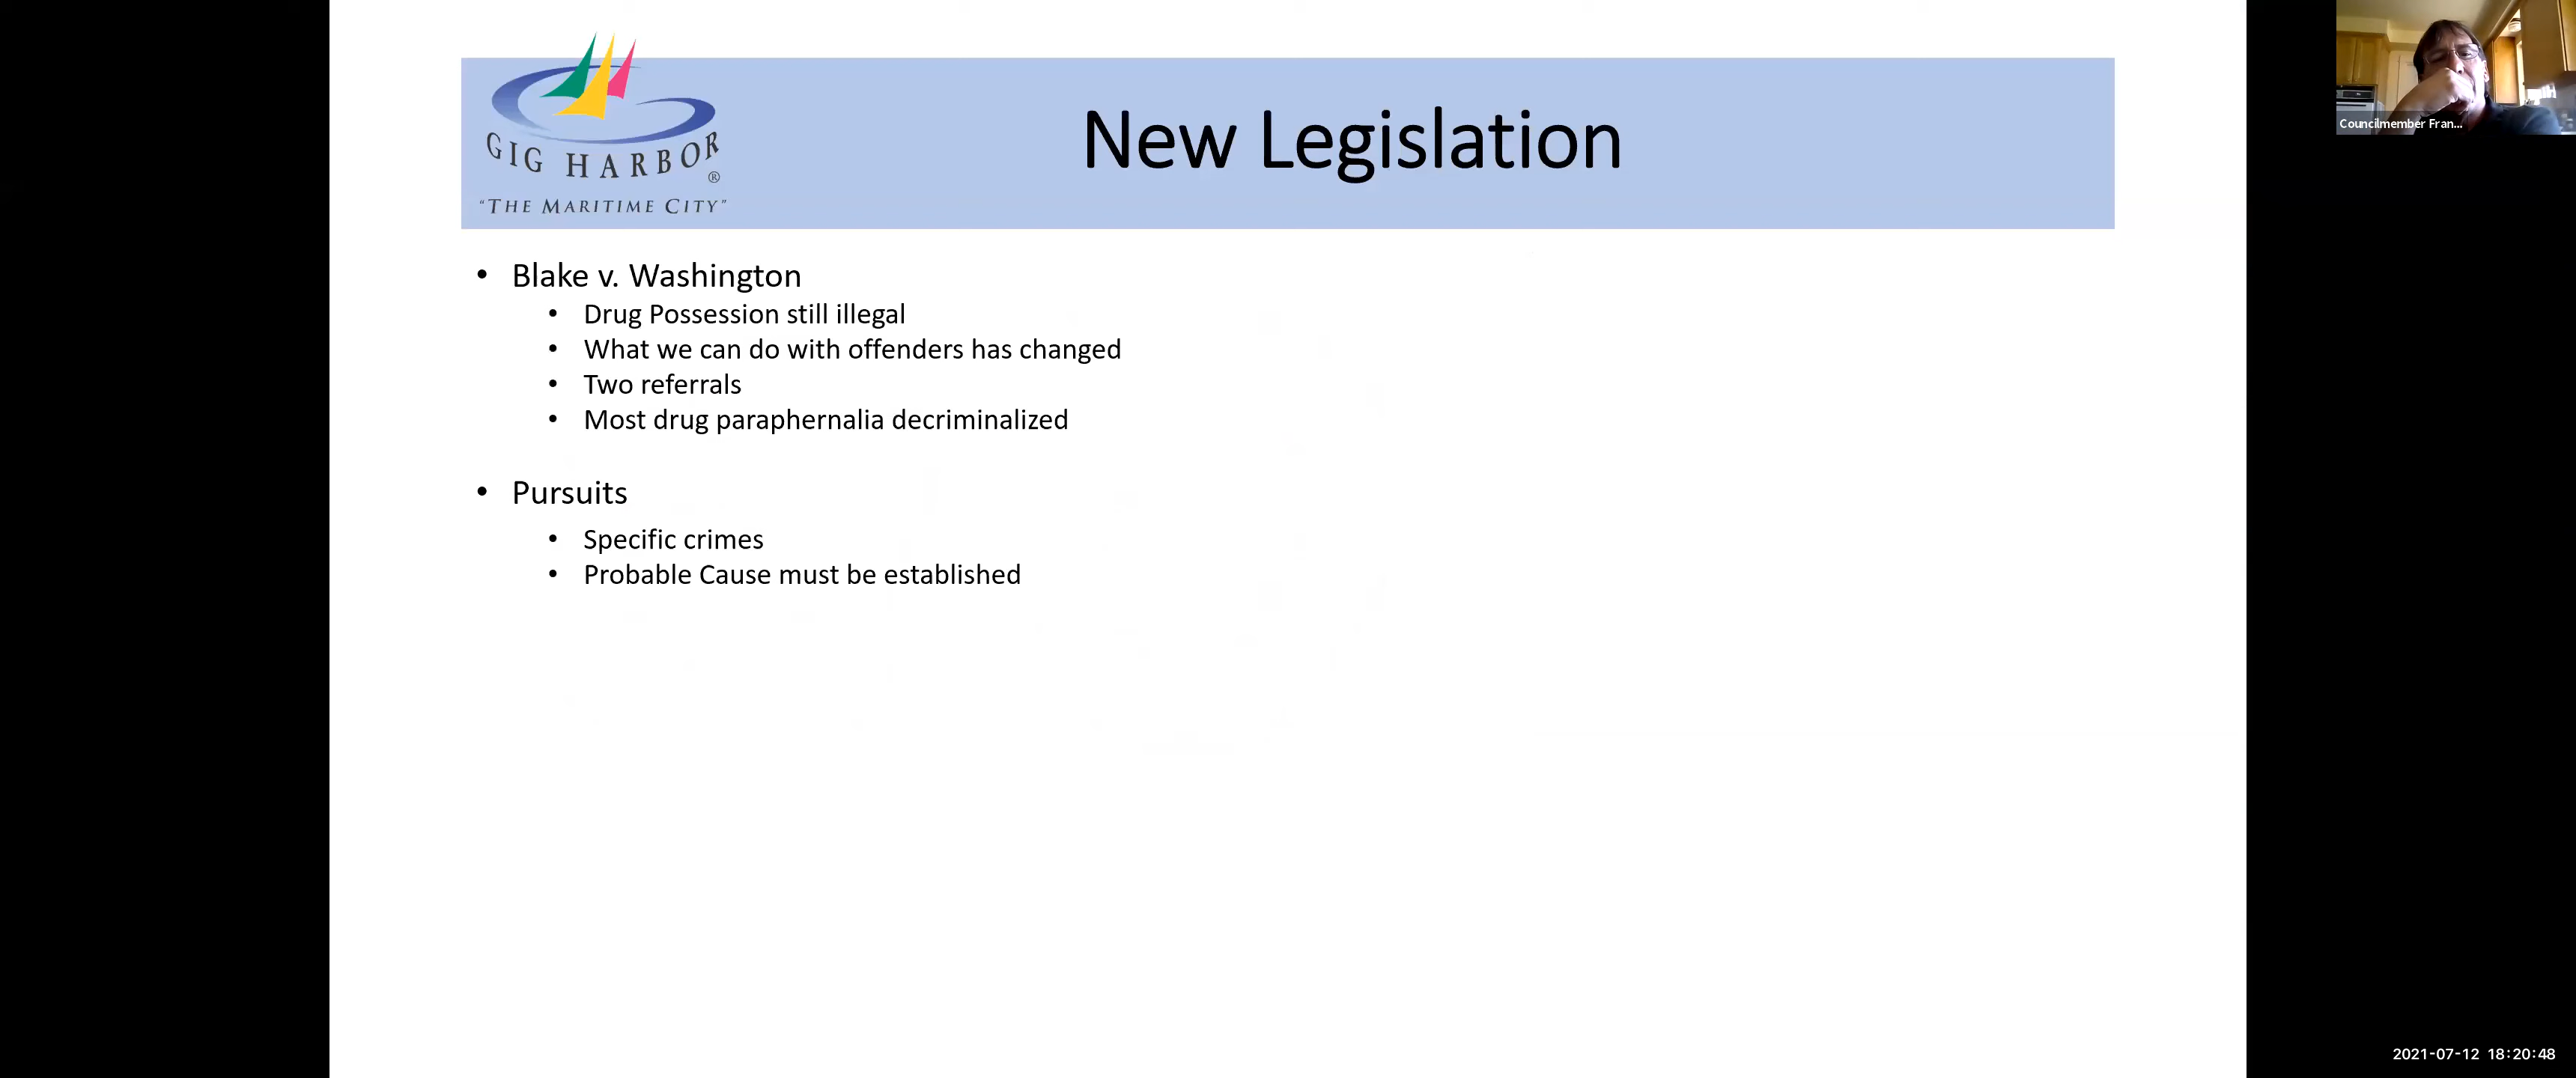 GIG HARBOR
®
"THE MARITIME CITY"
New Legislation
Councilmember Fran...
• Blake v. Washington
• Drug Possession still illegal
• What we can do with offenders has changed
• Two referrals
• Most drug paraphernalia decriminalized
• Pursuits
• Specific crimes
• Probable Cause must be established
2021-07-12 18:20:48